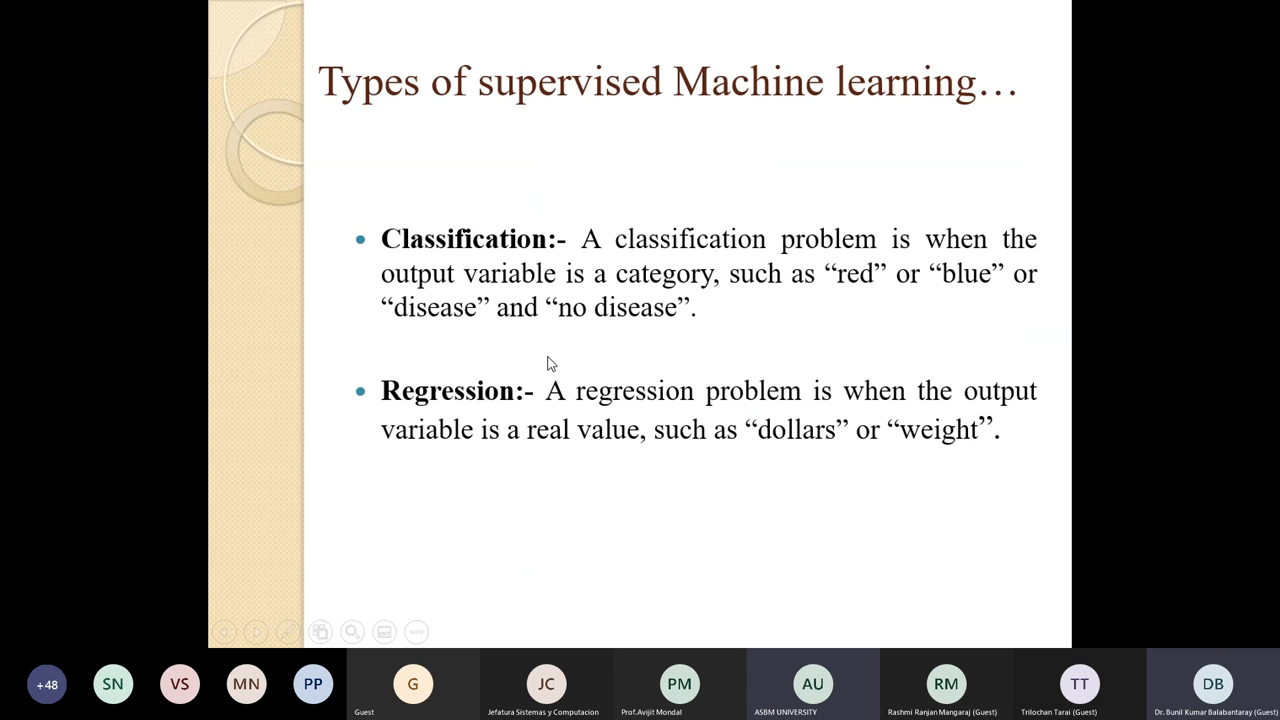 Types of supervised Machine learning…
Classification:- A classification problem is when the
output variable is a category, such as “red” or “blue” or
“disease” and “no disease”.
Regression:- A regression problem is when the output
variable is a real value, such as “dollars” or “weight”.
+48
SN
VS
MN
PP
G
JC
PM
AU
RM
TT
DB
Guest
Jefatura Sistemas y Computacion
Prof.Avijit Mondal
ASBM UNIVERSITY
Rashmi Ranjan Mangaraj (Guest)
Trilochan Tarai (Guest)
Dr. Bunil Kumar Balabantaray (Guest)